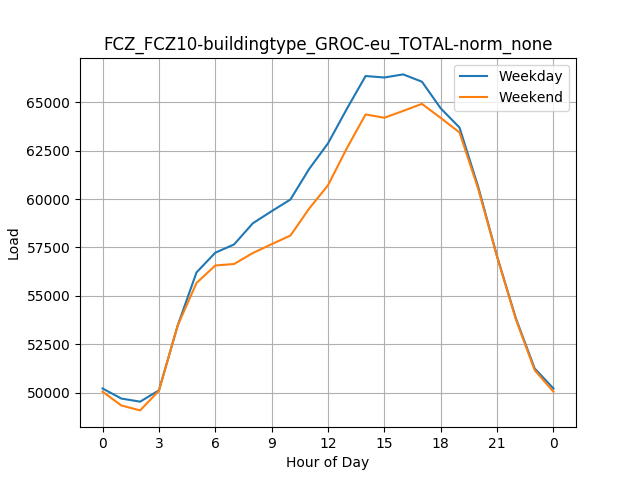 FCZ_FCZ10-buildingtype_GROC-eu_TOTAL-norm_none
Weekday
Weekend
65000
62500
60000
57500
55000
52500
50000
Load
0 3 6 9 12 15 18 21 0
Hour of Day